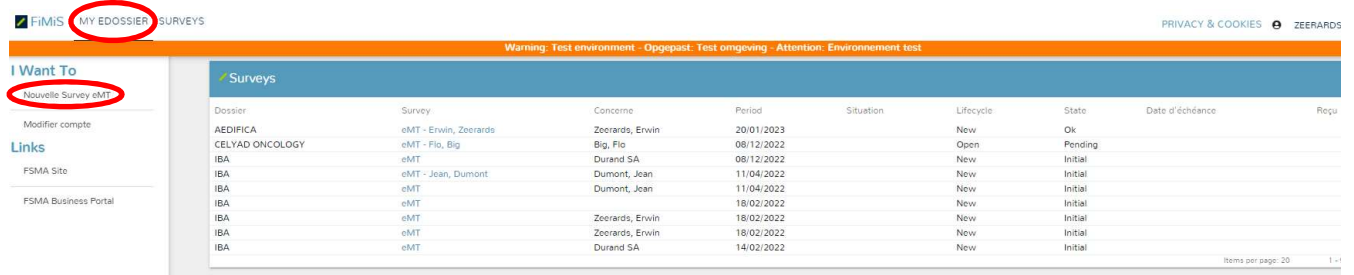 FiMiS MY EDOSSIER SURVEYS PRIVACY & COOKIES ZEERARDS
Warning: Test environment - Opgepast: Test omgeving - Attention: Environnement test
I Want To
Nouvelle Survey eMT
Modifier compte
Links
FSMA Site
FSMA Business Portal
Surveys
Dossier Survey Concerne Period Situation Lifecycle State Date d'échéance Reçu
AEDIFICA eMT - Erwin, Zeerards Zeerards, Erwin 20/01/2023 New Ok
CELYAD ONCOLOGY eMT - Flo, Big Big, Flo 08/12/2022 Open Pending
IBA eMT Durand SA 08/12/2022 New Initial
IBA eMT - Jean, Dumont Dumont, Jean 11/04/2022 New Initial
IBA eMT Dumont, Jean 11/04/2022 New Initial
IBA eMT 18/02/2022 New Initial
IBA eMT Zeerards, Erwin 18/02/2022 New Initial
IBA eMT Zeerards, Erwin 18/02/2022 New Initial
IBA eMT Durand SA 14/02/2022 New Initial
Items per page: 20 1 -